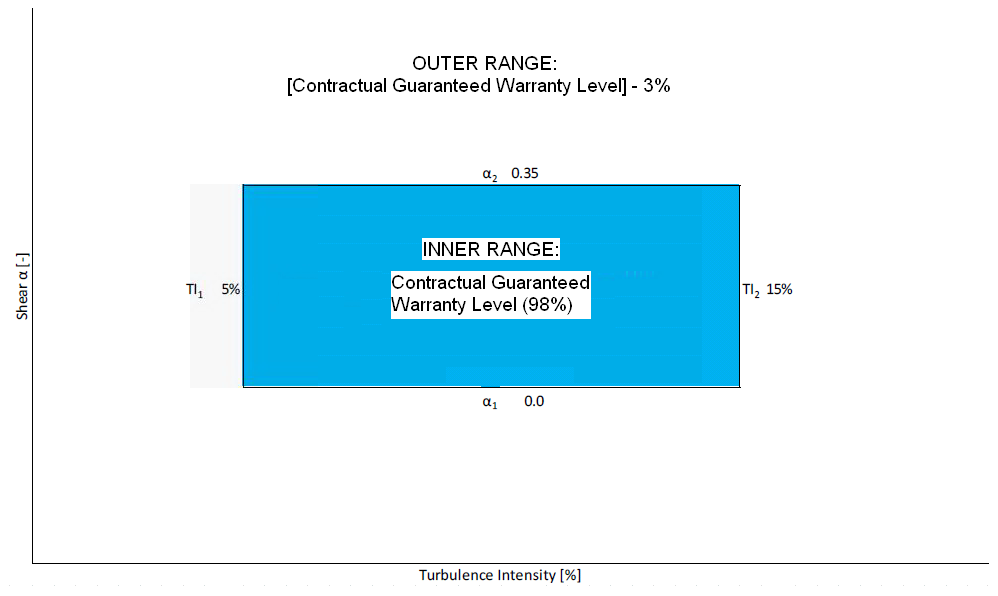 OUTER RANGE:
[Contractual Guaranteed Warranty Level] - 3%
α2 0.35
INNER RANGE:
Contractual Guaranteed
Warranty Level (98%)
TI1 5%
TI2 15%
α1 0.0
Shear α [-]
Turbulence Intensity [%]